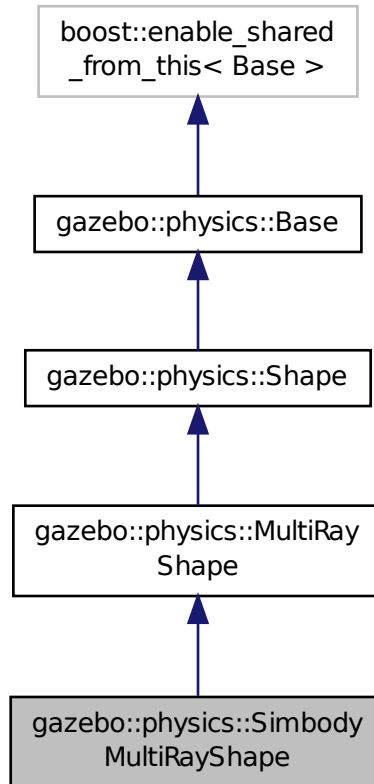 boost::enable_shared
_from_this< Base >
gazebo::physics::Base
gazebo::physics::Shape
gazebo::physics::MultiRay
Shape
gazebo::physics::Simbody
MultiRayShape